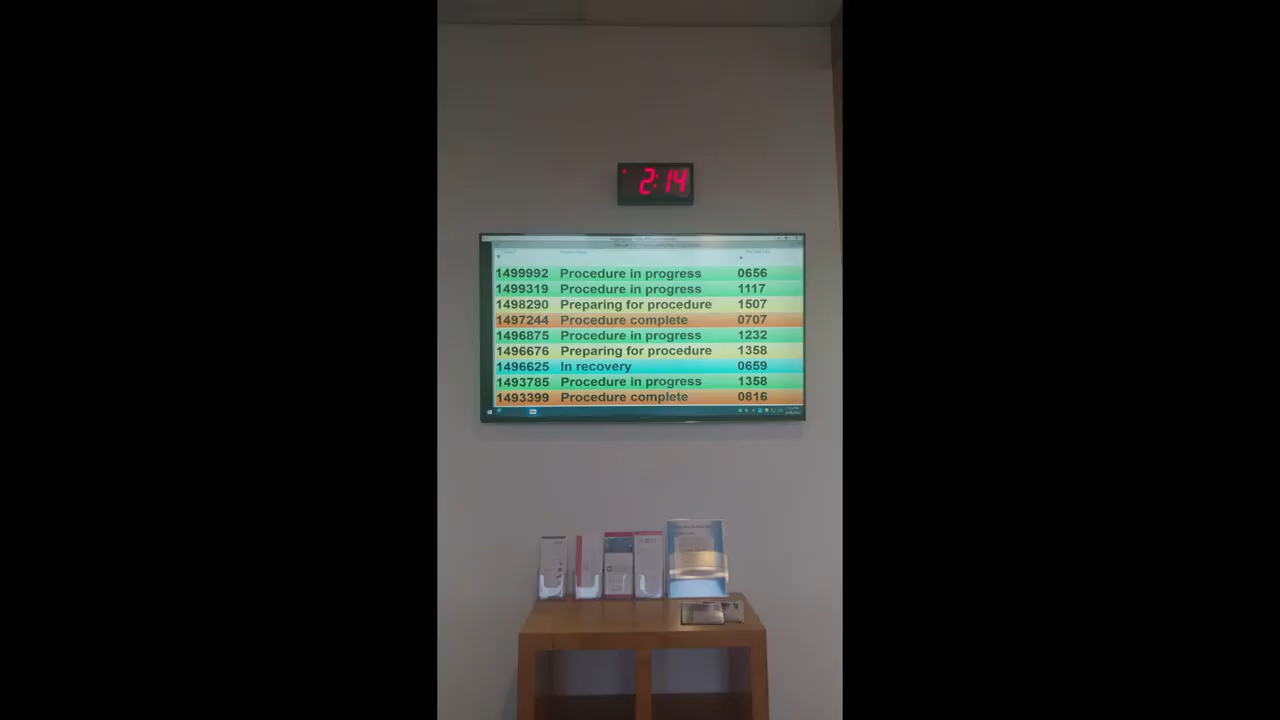 2:14
1499992 Procedure in progress 0656
1499319 Procedure in progress 1117
1498290 Preparing for procedure 1507
1497244 Procedure complete 0707
1496875 Procedure in progress 1232
1496676 Preparing for procedure 1358
1496625 In recovery 0659
1493785 Procedure in progress 1358
1493399 Procedure complete 0816